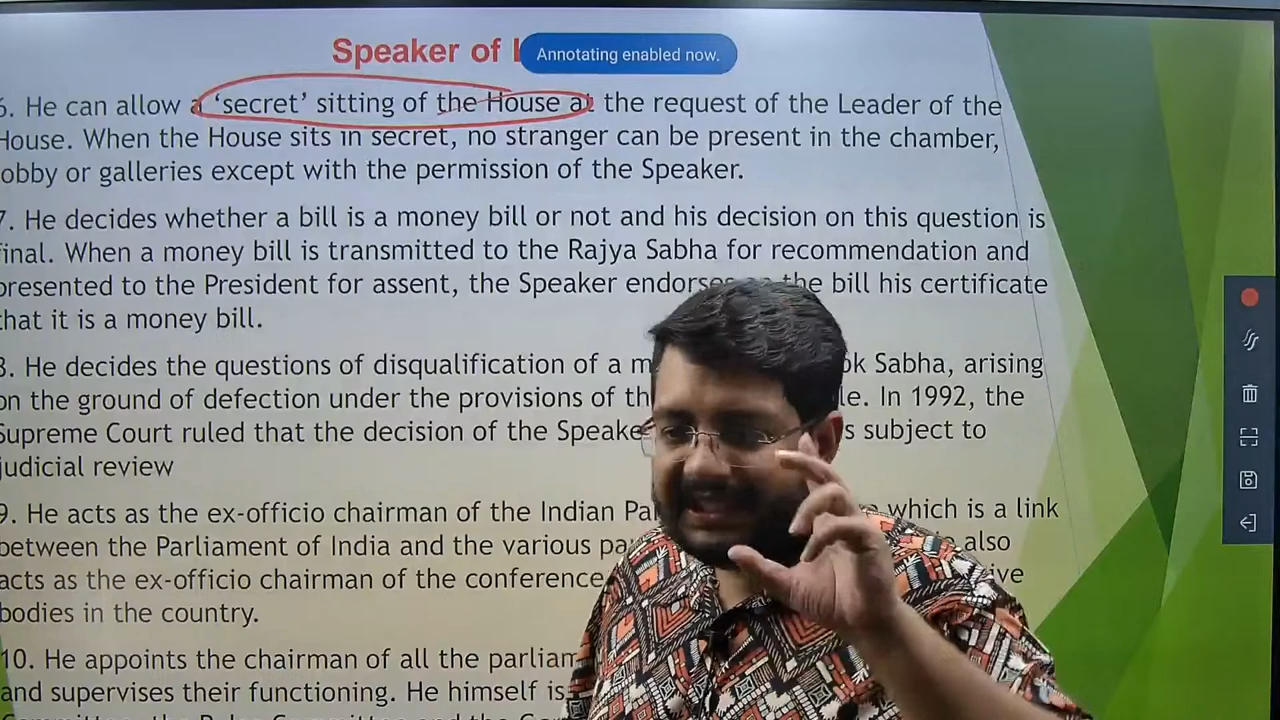 Speaker of
Annotating enabled now.
6. He can allow a ‘secret’ sitting of the House at the request of the Leader of the
House. When the House sits in secret, no stranger can be present in the chamber,
lobby or galleries except with the permission of the Speaker.
7. He decides whether a bill is a money bill or not and his decision on this question is
final. When a money bill is transmitted to the Rajya Sabha for recommendation and
presented to the President for assent, the Speaker endorses on the bill his certificate
that it is a money bill.
8. He decides the questions of disqualification of a Lok Sabha, arising
on the ground of defection under the provisions of In 1992, the
Supreme Court ruled that the decision of the Speaker subject to
judicial review
9. He acts as the ex-officio chairman of the Indian which is a link
between the Parliament of India and the various also
acts as the ex-officio chairman of the conference
bodies in the country.
10. He appoints the chairman of all the
and supervises their functioning. He himself is